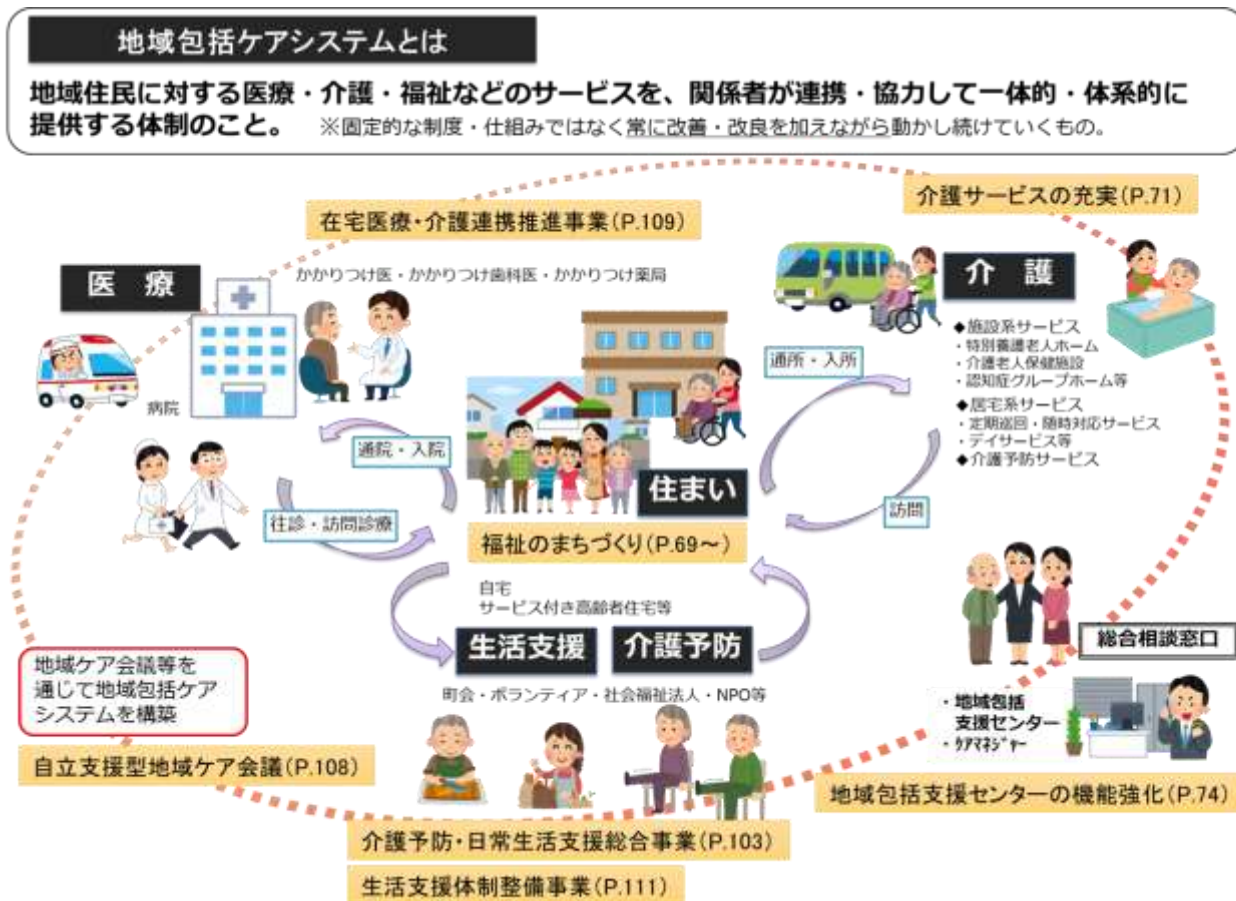 地域包括ケアシステムとは
地域住民に対する医療・介護・福祉などのサービスを、関係者が連携・協力して一体的・体系的に
提供する体制のこと。 ※固定的な制度・仕組みではなく常に改善・改良を加えながら動かし続けていくもの。
介護サービスの充実(P.71)
在宅医療・介護連携推進事業(P.109)
医 療
かかりつけ医・かかりつけ歯科医・かかりつけ薬局
病院
介 護
◆施設系サービス
・特別養護老人ホーム
・介護老人保健施設
・認知症グループホーム等
◆居宅系サービス
・定期巡回・随時対応サービス
・デイサービス等
◆介護予防サービス
通所・入所
通院・入院
住まい
訪問
往診・訪問診療
福祉のまちづくり(P.69～)
自宅
サービス付き高齢者住宅等
生活支援
介護予防
町会・ボランティア・社会福祉法人・NPO等
総合相談窓口
・地域包括
支援センター
・ｹｱﾏﾈｼﾞｬｰ
地域ケア会議等を
通じて地域包括ケア
システムを構築
自立支援型地域ケア会議(P.108)
地域包括支援センターの機能強化(P.74)
介護予防・日常生活支援総合事業(P.103)
生活支援体制整備事業(P.111)